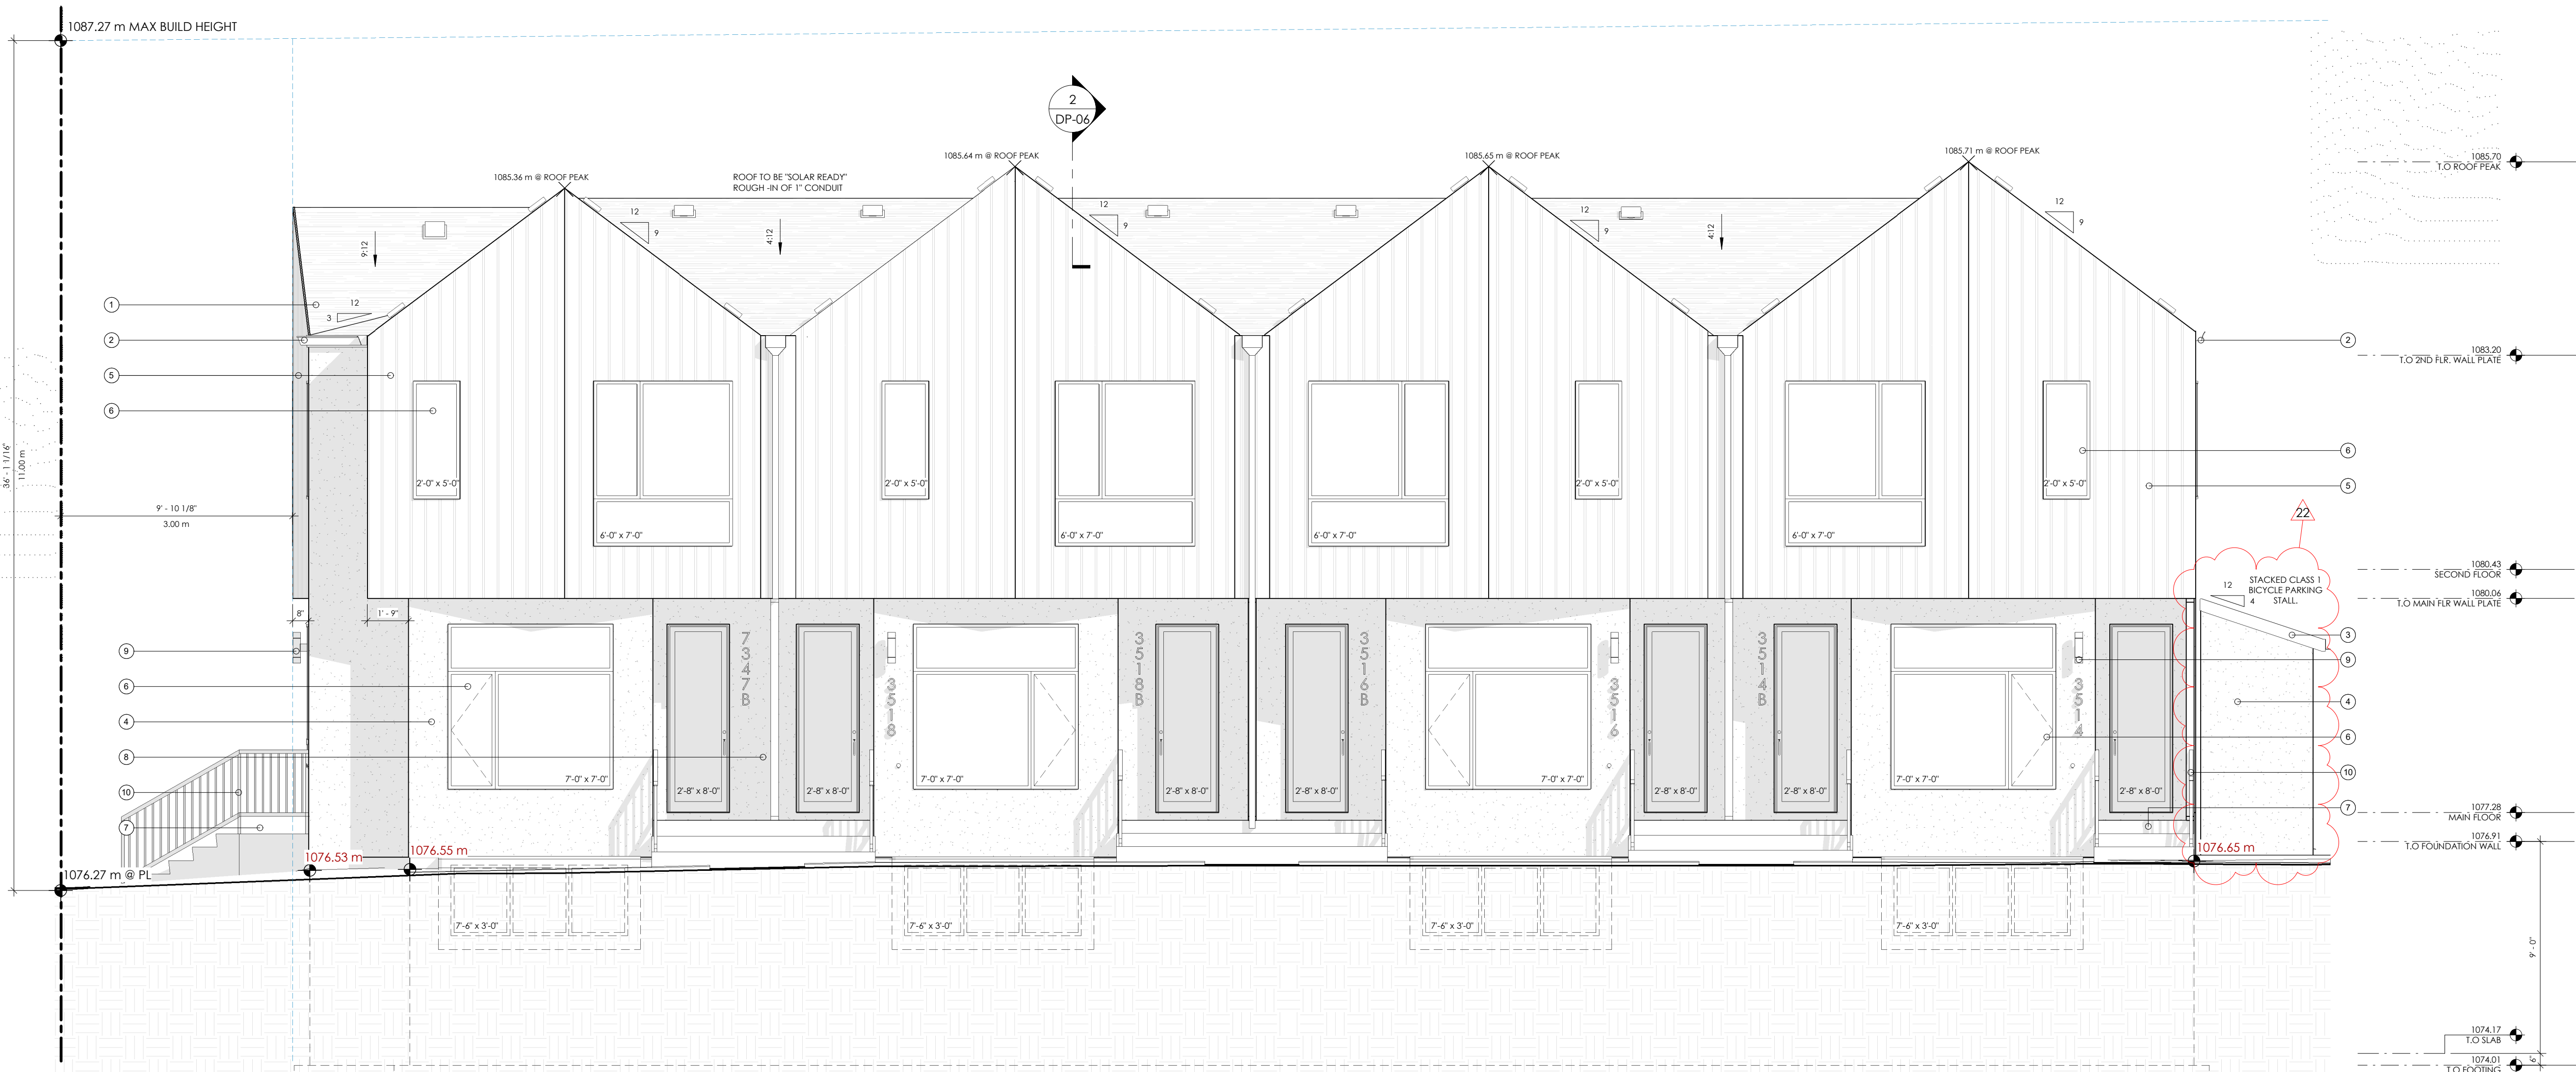 1087.27 m MAX BUILD HEIGHT
2
DP-06
1085.36 m @ ROOF PEAK
ROOF TO BE "SOLAR READY"
ROUGH -IN OF 1" CONDUIT
1085.64 m @ ROOF PEAK
1085.65 m @ ROOF PEAK
1085.71 m @ ROOF PEAK
1085.70
T.O ROOF PEAK
9:12
12
9
4:12
12
9
12
9
4:12
12
9
12
3
1
2
5
6
2
1083.20
T.O 2ND FLR. WALL PLATE
36' - 1 1/16"
11.00 m
9' - 10 1/8"
3.00 m
2'-0" x 5'-0"
6'-0" x 7'-0"
2'-0" x 5'-0"
6'-0" x 7'-0"
6'-0" x 7'-0"
2'-0" x 5'-0"
6'-0" x 7'-0"
2'-0" x 5'-0"
6
5
22
1080.43
SECOND FLOOR
12
4
STACKED CLASS 1
BICYCLE PARKING
STALL.
1080.06
T.O MAIN FLR WALL PLATE
8"
1' - 9"
9
6
4
8
10
7
7347B
3518
3518B
3516B
3516
3514B
3514
3
9
4
6
10
7
7'-0" x 7'-0"
2'-8" x 8'-0"
2'-8" x 8'-0"
7'-0" x 7'-0"
2'-8" x 8'-0"
2'-8" x 8'-0"
7'-0" x 7'-0"
2'-8" x 8'-0"
2'-8" x 8'-0"
7'-0" x 7'-0"
2'-8" x 8'-0"
1077.28
MAIN FLOOR
1076.91
T.O FOUNDATION WALL
1076.53 m
1076.55 m
1076.65 m
1076.27 m @ PL
7'-6" x 3'-0"
7'-6" x 3'-0"
7'-6" x 3'-0"
7'-6" x 3'-0"
9' - 0"
1074.17
T.O SLAB
1074.01
T.O FOOTING
6"